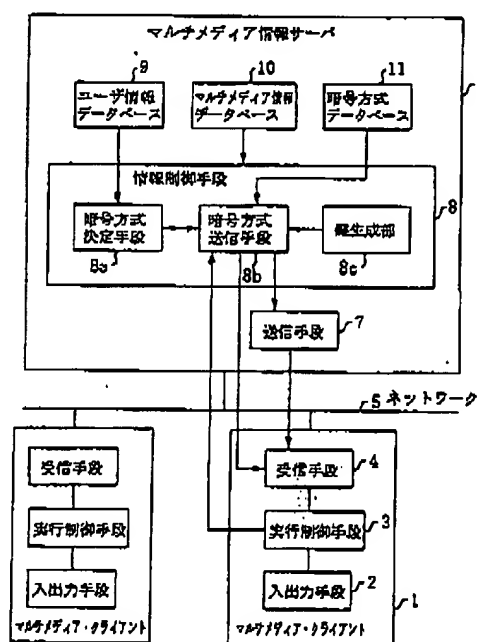 マルチメディア情報サーバ
9
10
11
ユーザ情報
データベース
マルチメディア情報
データベース
暗号方式
データベース
情報制御手段
8
暗号方式
決定手段
暗号方式
送信手段
鍵生成部
8a
8b
8c
7
送信手段
5 ネットワーク
受信手段
受信手段
4
実行制御手段
実行制御手段
3
入出力手段
入出力手段
2
1
マルチメディア・クライアント
マルチメディア・クライアント